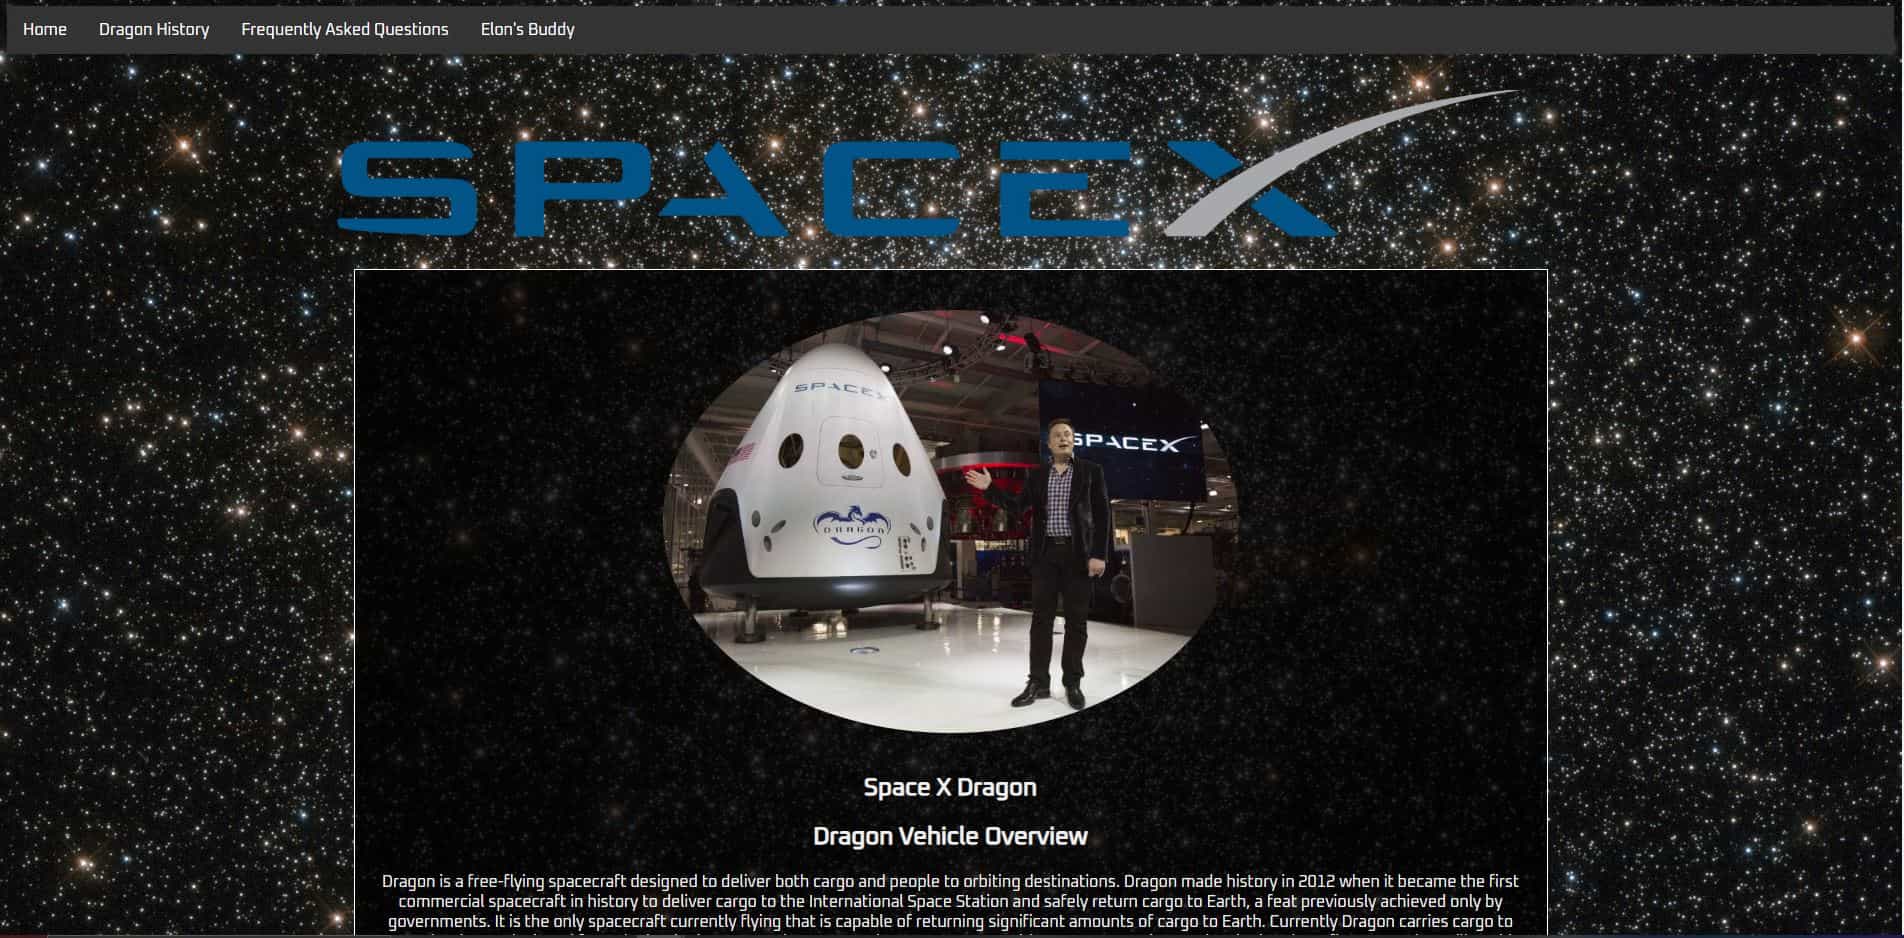 Home Dragon History Frequently Asked Questions Elon's Buddy
SPACEX
SPACEX
SPACEX
DRAGON
Space X Dragon
Dragon Vehicle Overview
Dragon is a free-flying spacecraft designed to deliver both cargo and people to orbiting destinations. Dragon made history in 2012 when it became the first
commercial spacecraft in history to deliver cargo to the International Space Station and safely return cargo to Earth, a feat previously achieved only by
governments. It is the only spacecraft currently flying that is capable of returning significant amounts of cargo to Earth. Currently Dragon carries cargo to